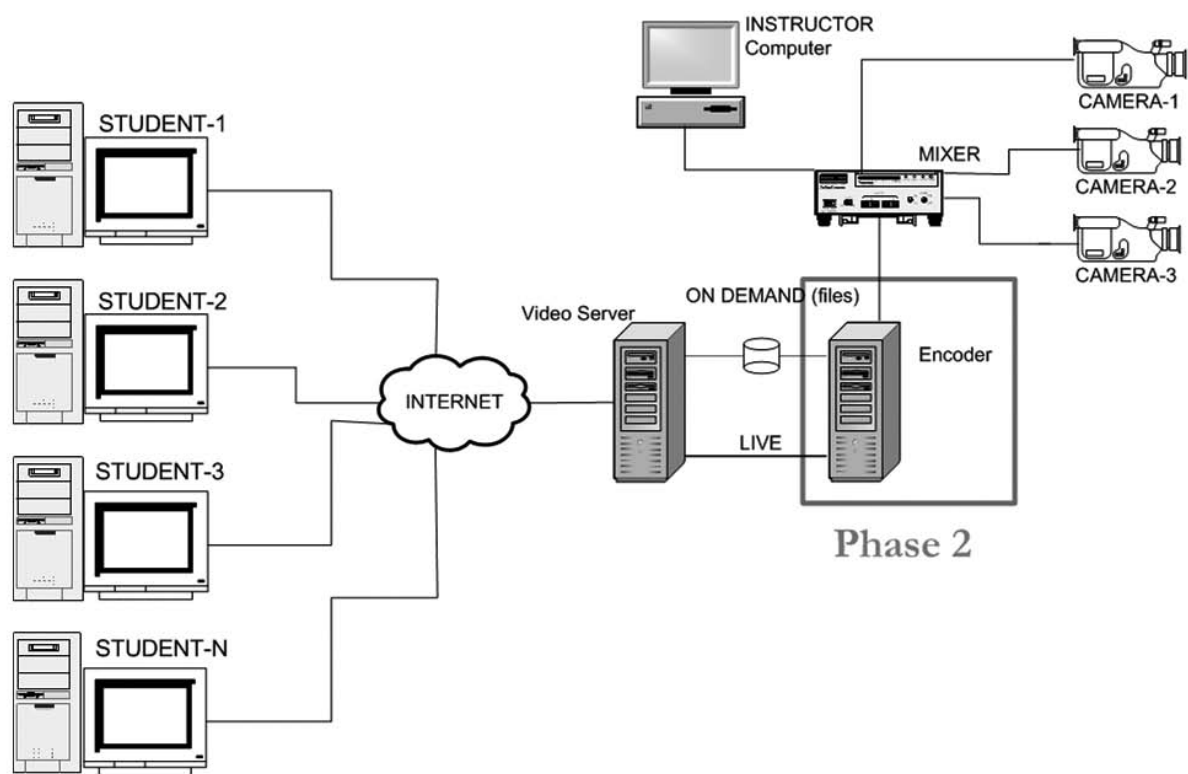 INSTRUCTOR
Computer
CAMERA-1
STUDENT-1
MIXER
CAMERA-2
CAMERA-3
STUDENT-2
ON DEMAND (files)
Video Server
Encoder
INTERNET
LIVE
STUDENT-3
Phase 2
STUDENT-N